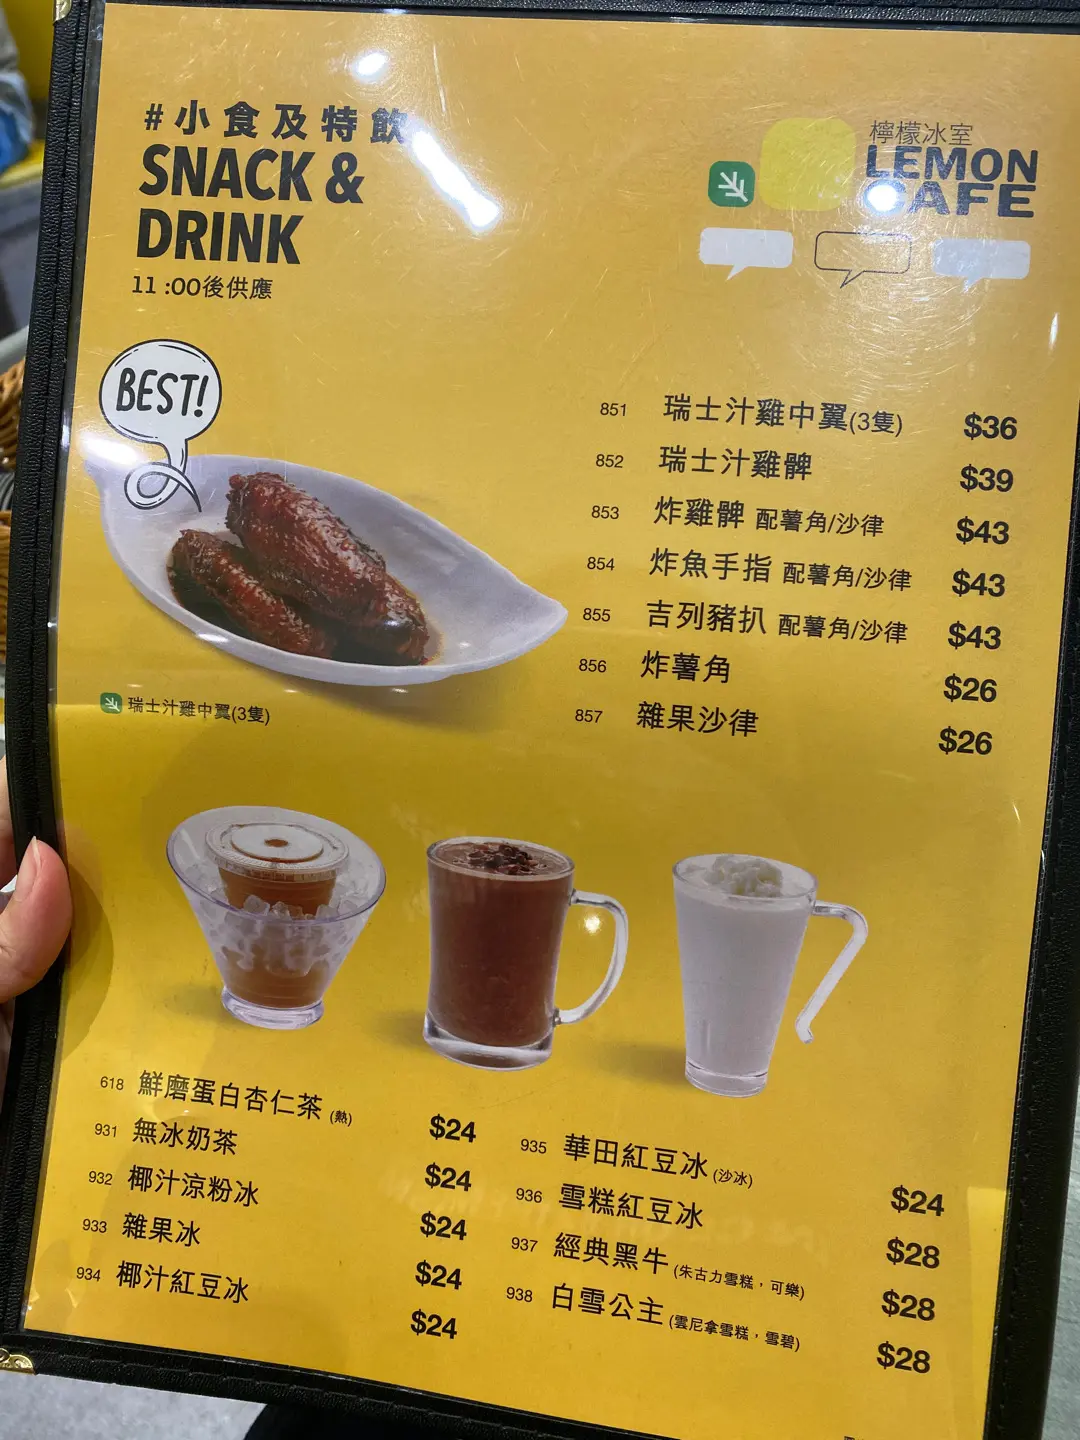 #小食及特飲
SNACK &
DRINK
11 :00後供應
檸檬冰室
LEMON
CAFE
BEST!
851 瑞士汁雞中翼(3隻) $36
852 瑞士汁雞髀 $39
853 炸雞髀 配薯角/沙律 $43
854 炸魚手指 配薯角/沙律 $43
855 吉列豬扒 配薯角/沙律 $43
856 炸薯角 $26
857 雜果沙律 $26
瑞士汁雞中翼(3隻)
618 鮮磨蛋白杏仁茶 (熱) $24
931 無冰奶茶 $24
932 椰汁涼粉冰 $24
933 雜果冰 $24
934 椰汁紅豆冰 $24
935 華田紅豆冰 (沙冰) $24
936 雪糕紅豆冰 $28
937 經典黑牛 (朱古力雪糕，可樂) $28
938 白雪公主 (雲尼拿雪糕，雪碧) $28